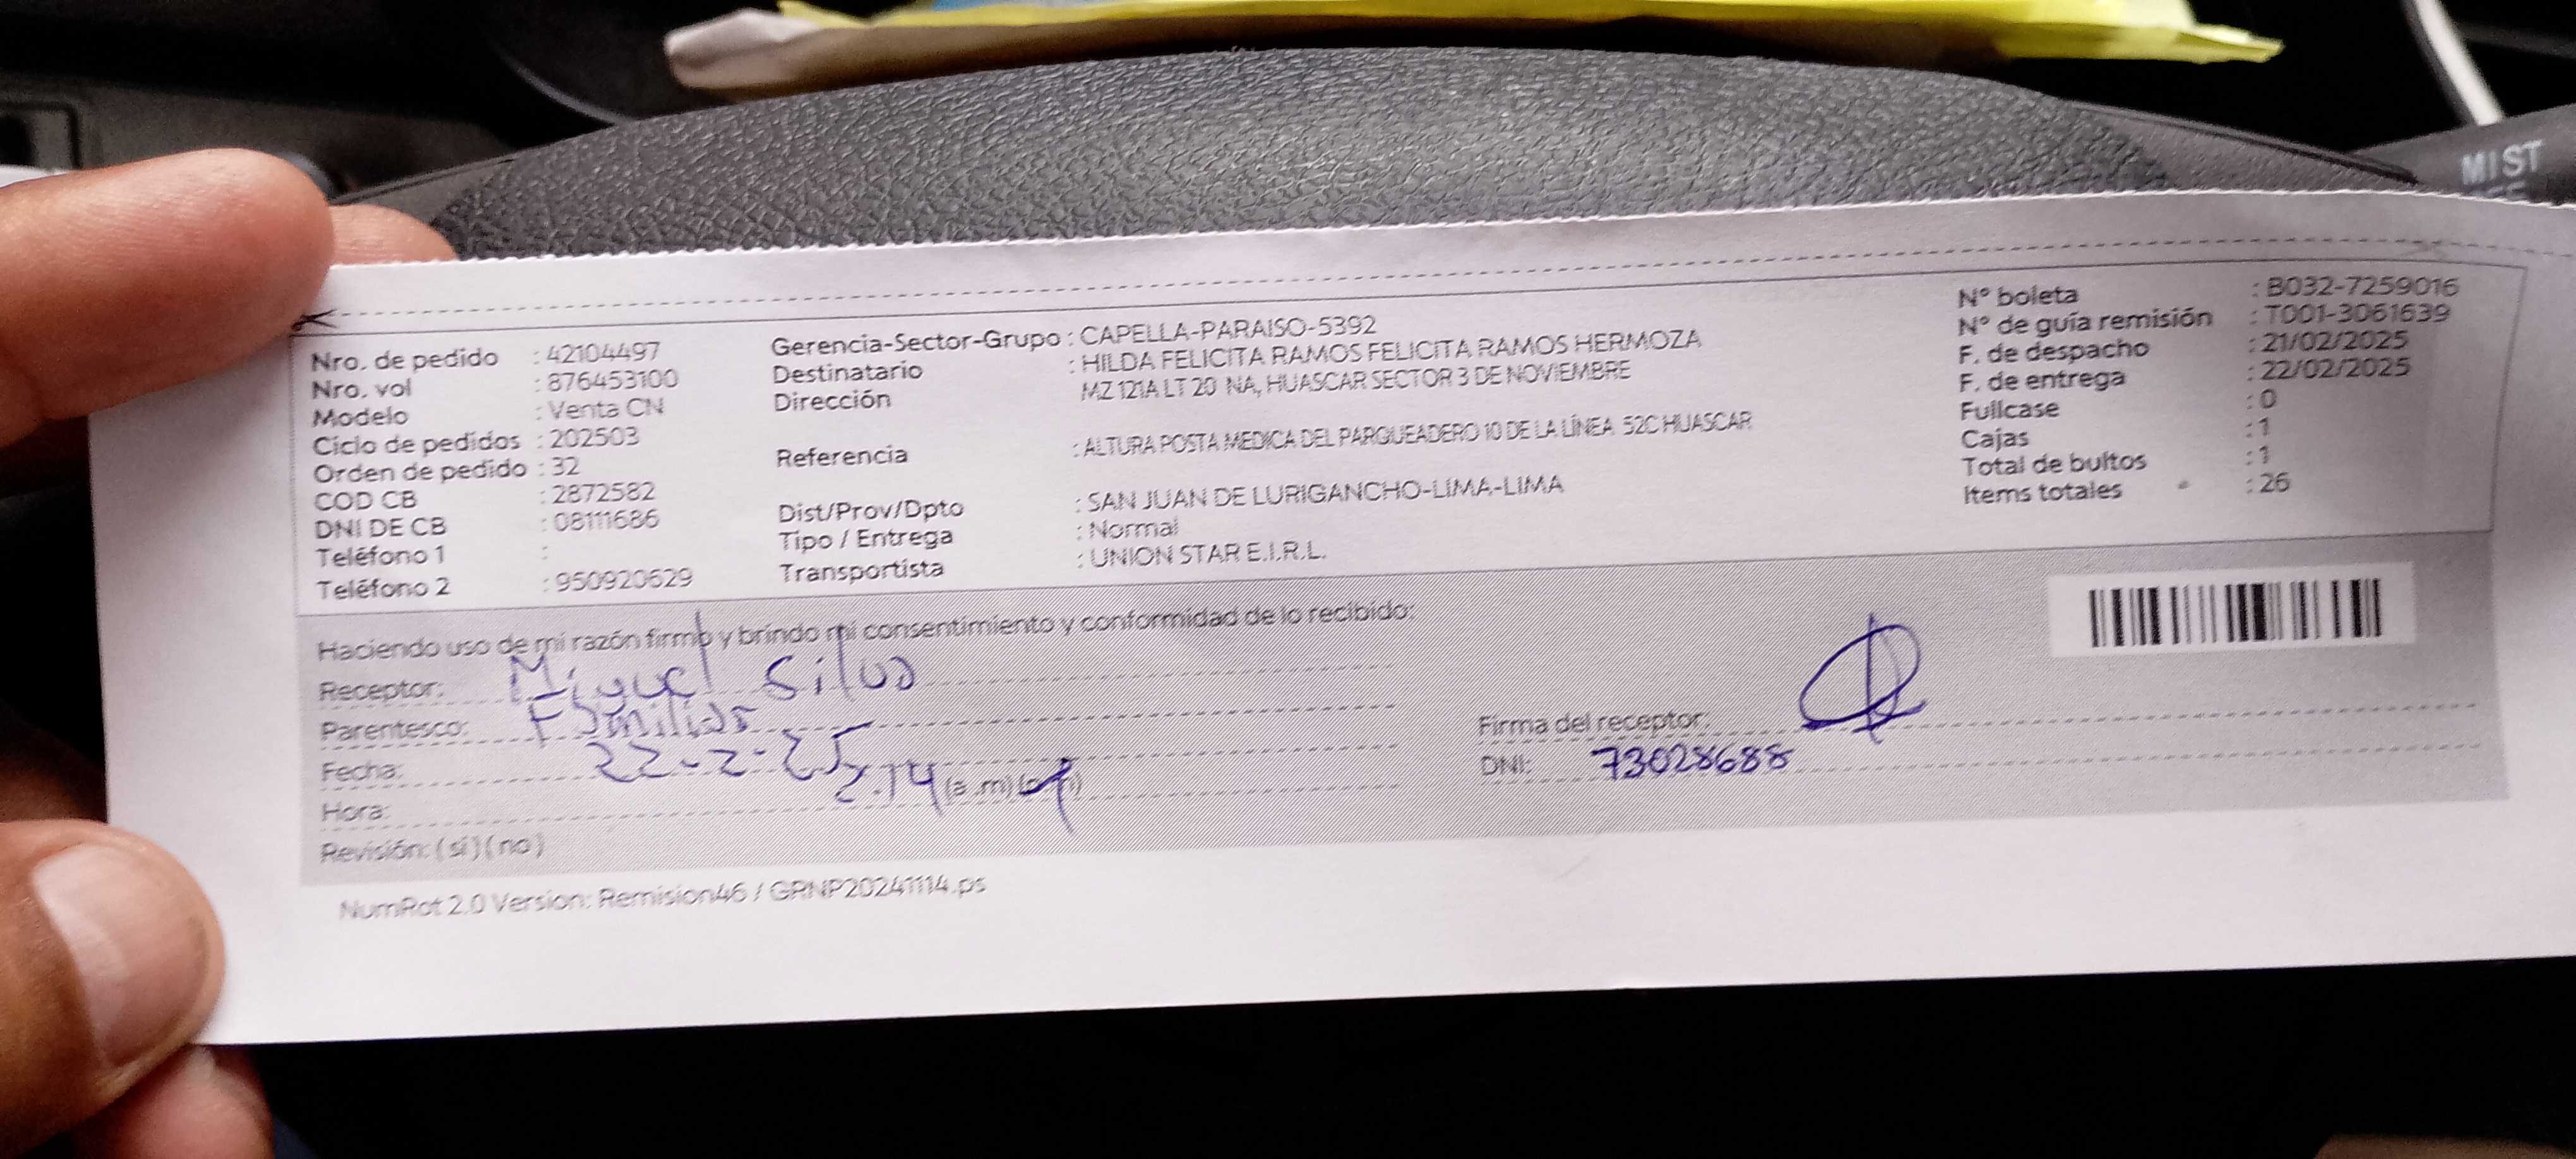 Nro. de pedido : 42104497
Nro. vol : 876453100
Modelo : Venta CN
Ciclo de pedidos : 202503
Orden de pedido : 32
COD CB : 2872582
DNI DE CB : 08111686
Teléfono 1 :
Teléfono 2 : 950920629
Gerencia-Sector-Grupo : CAPELLA-PARAISO-5392
Destinatario : HILDA FELICITA RAMOS FELICITA RAMOS HERMOZA
Dirección MZ 121A LT 20 NA, HUASCAR SECTOR 3 DE NOVIEMBRE
Referencia : ALTURA POSTA MEDICA DEL PARQUEADERO 10 DE LA LÍNEA 52C HUASCAR
Dist/Prov/Dpto : SAN JUAN DE LURIGANCHO-LIMA-LIMA
Tipo / Entrega : Normal
Transportista : UNION STAR E.I.R.L.
N° boleta : B032-7259016
N° de guía remisión : T001-3061639
F. de despacho : 21/02/2025
F. de entrega : 22/02/2025
Fullcase : 0
Cajas : 1
Total de bultos : 1
Items totales : 26
Haciendo uso de mi razón firmo y brindo mi consentimiento y conformidad de lo recibido:
Receptor: Miguel Silva
Parentesco: Familiar
Fecha: 22-2-25
Hora: 2:14 (a .m) (p.m)
Revisión: (si) (no)
Firma del receptor:
DNI: 73028688
NumRot 2.0 Version: Remision46 / GRNP20241114.ps
MIST